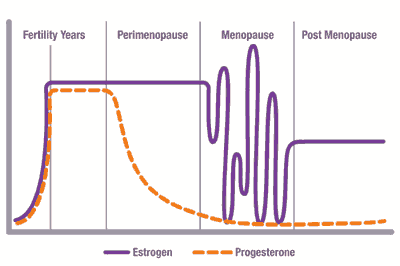 Fertility Years
Perimenopause
Menopause
Post Menopause
Estrogen
Progesterone